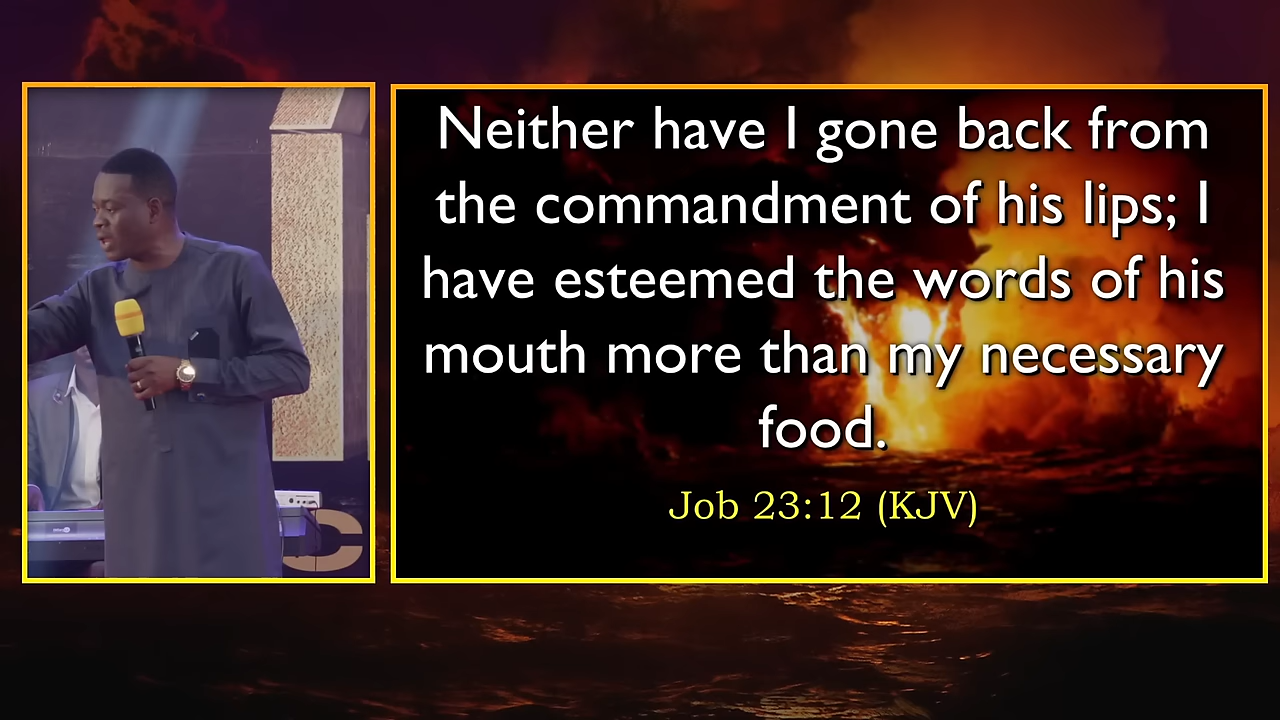 Neither have I gone back from
the commandment of his lips; I
have esteemed the words of his
mouth more than my necessary
food.
Job 23:12 (KJV)
C